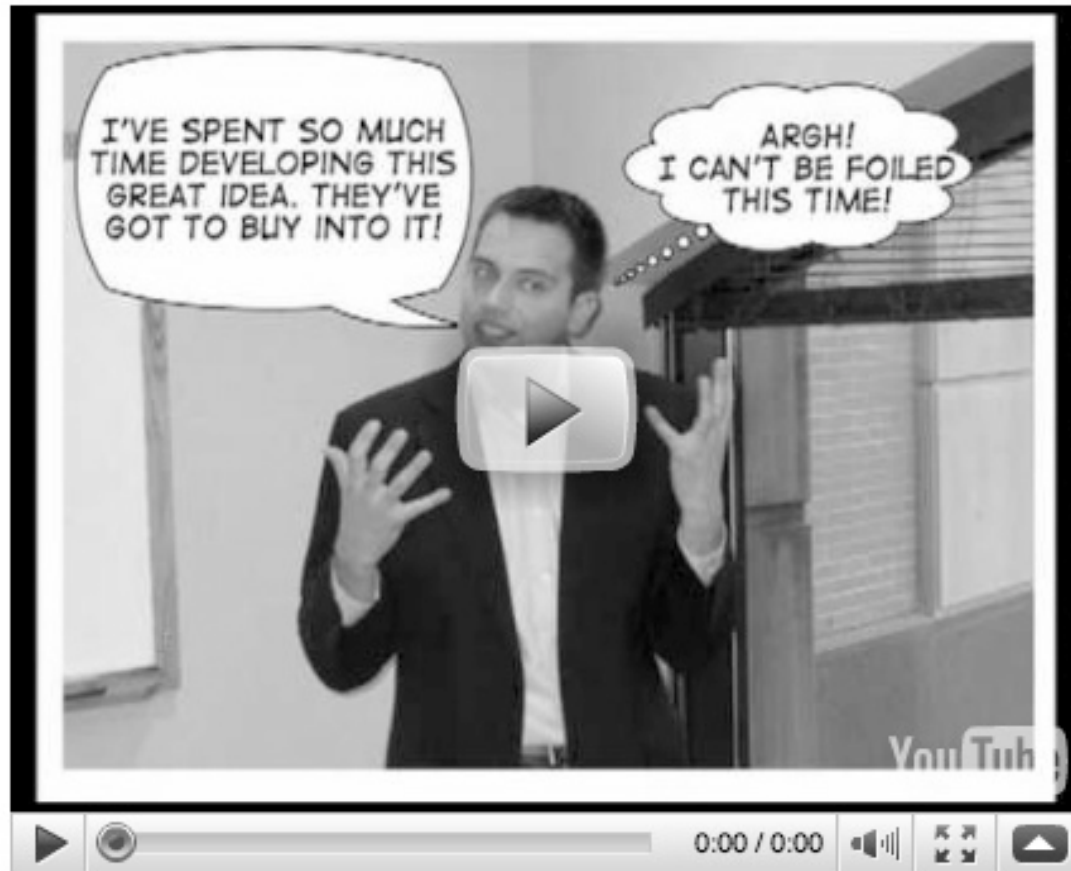 I'VE SPENT SO MUCH
TIME DEVELOPING THIS
GREAT IDEA. THEY'VE
GOT TO BUY INTO IT!
ARGH!
I CAN'T BE FOILED
THIS TIME!
YouTube
0:00 / 0:00